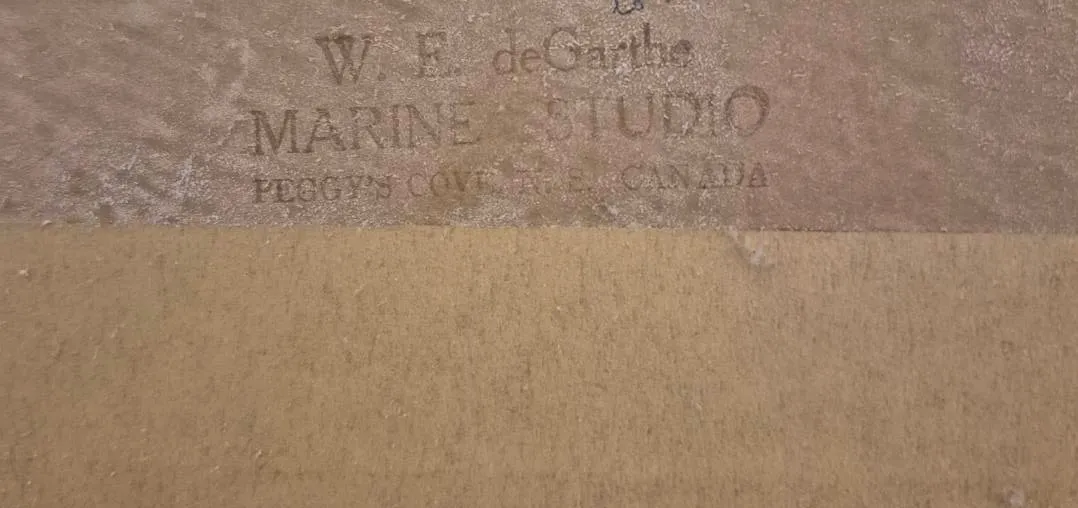 W. E. deGarthe
MARINE STUDIO
PEGGY'S COVE, N. S. CANADA